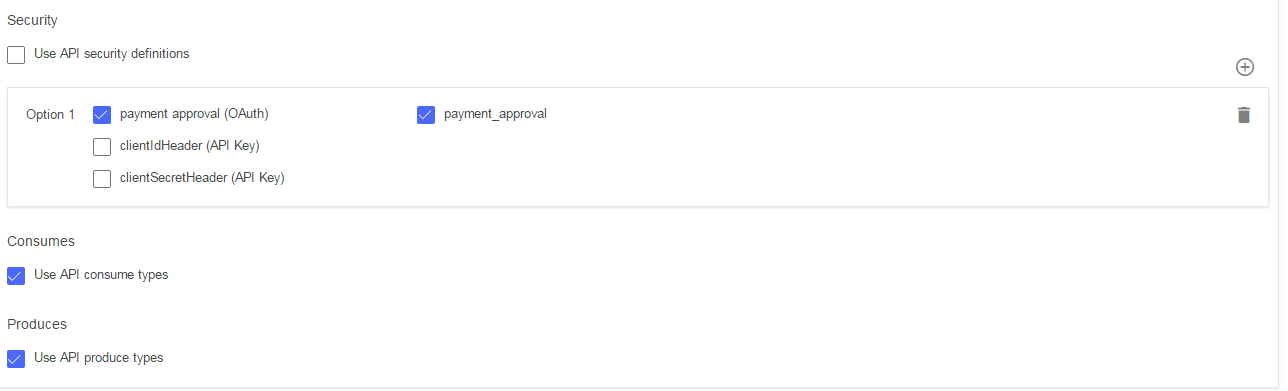 Security
Use API security definitions
Option 1 payment approval (OAuth) payment_approval
clientIdHeader (API Key)
clientSecretHeader (API Key)
Consumes
Use API consume types
Produces
Use API produce types